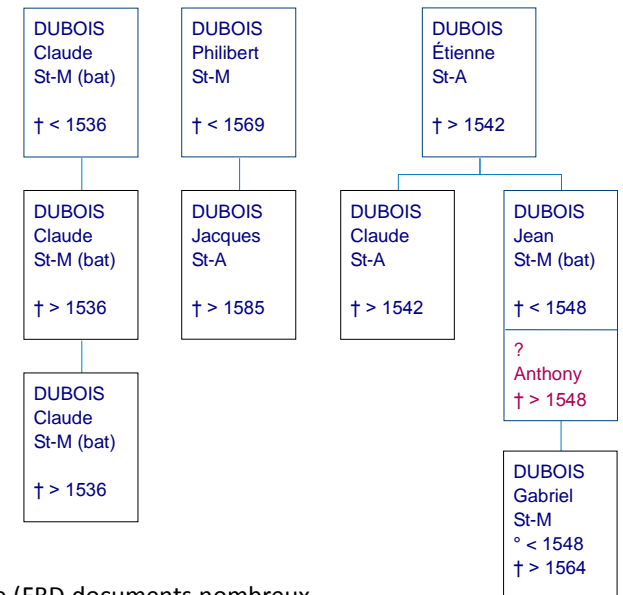 DUBOIS
Claude
St-M (bat)
† < 1536
DUBOIS
Philibert
St-M
† < 1569
DUBOIS
Étienne
St-A
† > 1542
DUBOIS
Claude
St-M (bat)
† > 1536
DUBOIS
Jacques
St-A
† > 1585
DUBOIS
Claude
St-A
† > 1542
DUBOIS
Jean
St-M (bat)
† < 1548
?
Anthony
† > 1548
DUBOIS
Claude
St-M (bat)
† > 1536
DUBOIS
Gabriel
St-M
° < 1548
† > 1564